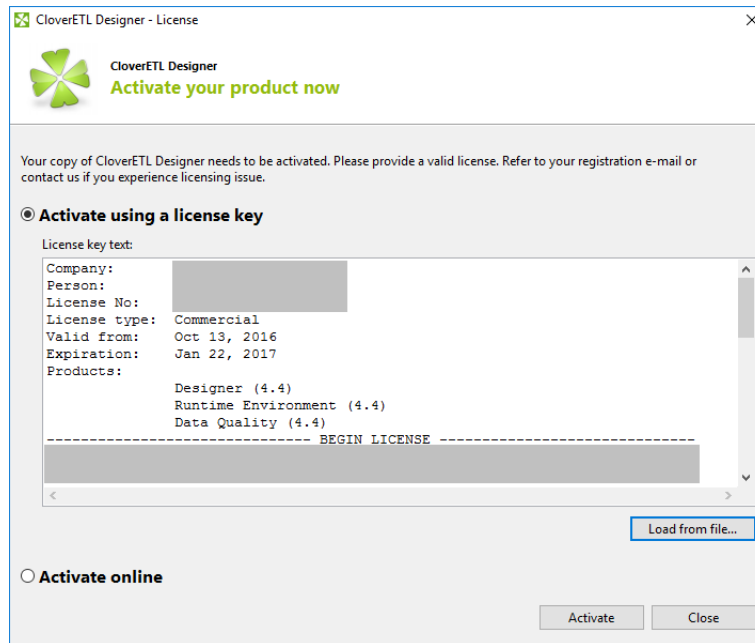 CloverETL Designer - License
CloverETL Designer
Activate your product now
Your copy of CloverETL Designer needs to be activated. Please provide a valid license. Refer to your registration e-mail or
contact us if you experience licensing issue.
Activate using a license key
License key text:
Company:
Person:
License No:
License type: Commercial
Valid from: Oct 13, 2016
Expiration: Jan 22, 2017
Products:
Designer (4.4)
Runtime Environment (4.4)
Data Quality (4.4)
------------------------------- BEGIN LICENSE ------------------------------
Load from file...
Activate online
Activate Close